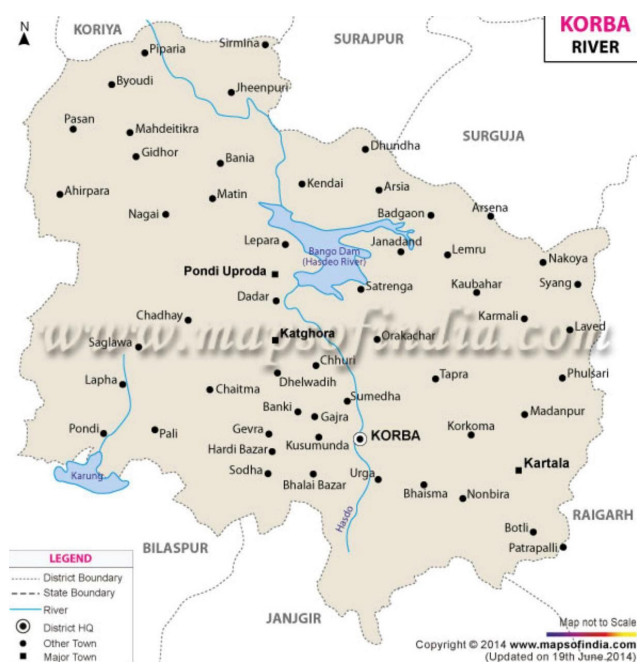 KORBA
RIVER
N
KORIYA
SURAJPUR
SURGUJA
Sirmina
Piparia
Byoudi
Jheenpuri
Pasan
Mahdeitikra
Gidhor
Bania
Dhundha
Kendai
Arsia
Ahirpara
Matin
Nagai
Badgaon
Arsena
Lepara
Bango Dam
(Hasdeo River)
Janadand
Lemru
Nakoya
Pondi Uproda
Satrenga
Kaubahar
Syang
Dadar
Chadhay
Karmali
Laved
www.mapsofindia.com
Katghora
Orakachar
Saglawa
Chhuri
Lapha
Dhelwadih
Tapra
Phulsari
Chaitma
Sumedha
Banki
Gajra
Madanpur
Pondi
Pali
Gevra
Kusumunda
KORBA
Korkoma
Hardi Bazar
Kartala
Karung
Sodha
Bhalai Bazar
Urga
Bhaisma
Nonbira
Hasdo
RAIGARH
Botli
Patrapalli
BILASPUR
JANJGIR
LEGEND
District Boundary
State Boundary
River
District HQ
Other Town
Major Town
Map not to Scale
Copyright © 2014 www.mapsofindia.com
(Updated on 19th June,2014)